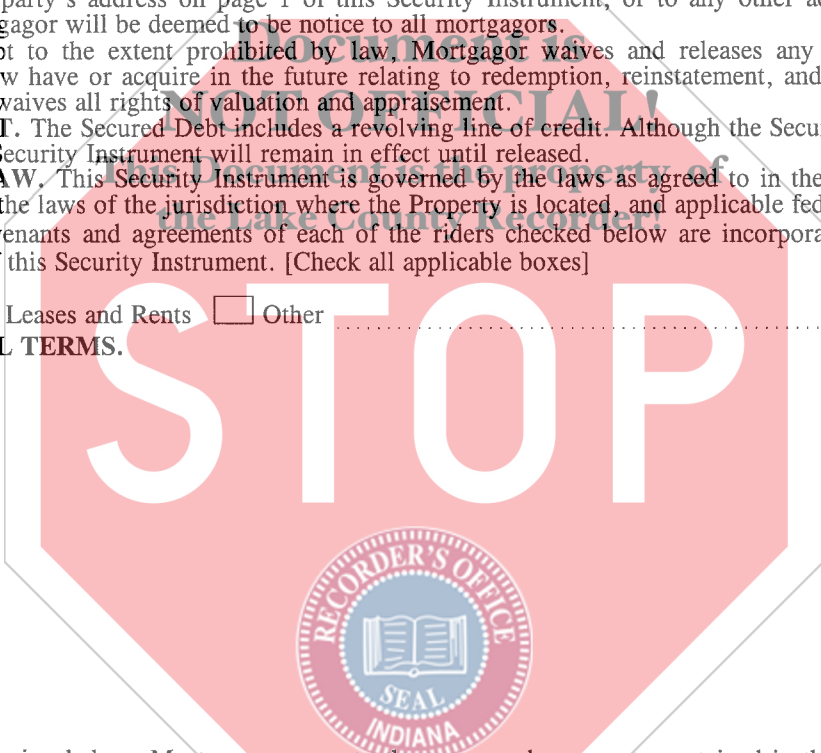 party's address on page 1 of this Security Instrument, or to any other
gagor will be deemed to be notice to all mortgagors.
pt to the extent prohibited by law, Mortgagor waives and releases any
w have or acquire in the future relating to redemption, reinstatement, and
waives all rights of valuation and appraisement.
T. The Secured Debt includes a revolving line of credit. Although the Secu
Security Instrument will remain in effect until released.
AW. This Security Instrument is governed by the laws as agreed to in the
the laws of the jurisdiction where the Property is located, and applicable fed
enants and agreements of each of the riders checked below are incorpora
f this Security Instrument. [Check all applicable boxes]
Leases and Rents Other
L TERMS.
Document is
NOT OFFICIAL!
This Document is the property of
the Lake County Recorder!
STOP
RECORDER'S OFFICE
SEAL
INDIANA